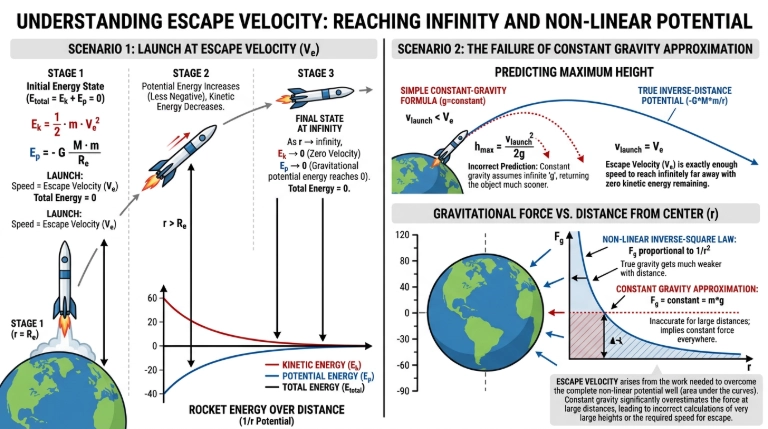 UNDERSTANDING ESCAPE VELOCITY: REACHING INFINITY AND NON-LINEAR POTENTIAL
SCENARIO 1: LAUNCH AT ESCAPE VELOCITY (Vₑ)
STAGE 1
Initial Energy State
(Eₜₒₜₐₗ = Eₖ + Eₚ = 0)
Eₖ = 1/2 · m · Vₑ²
Eₚ = - G M · m / Rₑ
LAUNCH:
Speed = Escape Velocity (Vₑ)
Total Energy = 0
LAUNCH:
Speed = Escape Velocity (Vₑ)
STAGE 1
(r = Rₑ)
STAGE 2
Potential Energy Increases
(Less Negative), Kinetic
Energy Decreases.
r > Rₑ
STAGE 3
FINAL STATE
AT INFINITY
As r → infinity,
Eₖ → 0 (Zero Velocity)
Eₚ → 0 (Gravitational
potential energy reaches 0).
Total Energy = 0.
60
20
0
-20
-40
KINETIC ENERGY (Eₖ)
POTENTIAL ENERGY (Eₚ)
TOTAL ENERGY (Eₜₒₜₐₗ)
ROCKET ENERGY OVER DISTANCE
(1/r Potential)
SCENARIO 2: THE FAILURE OF CONSTANT GRAVITY APPROXIMATION
PREDICTING MAXIMUM HEIGHT
SIMPLE CONSTANT-GRAVITY
FORMULA (g=constant)
v launch < Vₑ
h max = v launch² / 2g
Incorrect Prediction: Constant
gravity assumes infinite 'g', returning
the object much sooner.
TRUE INVERSE-DISTANCE
POTENTIAL (-G*M*m/r)
v launch = Vₑ
Escape Velocity (Vₑ) is exactly enough
speed to reach infinitely far away with
zero kinetic energy remaining.
GRAVITATIONAL FORCE VS. DISTANCE FROM CENTER (r)
120
90
60
30
0
-30
-60
-90
F g
NON-LINEAR INVERSE-SQUARE LAW:
F g proportional to 1/r²
True gravity gets much weaker
with distance.
CONSTANT GRAVITY APPROXIMATION:
F g = constant = m*g
Inaccurate for large distances;
implies constant force
everywhere.
r
ESCAPE VELOCITY arises from the work needed to overcome
the complete non-linear potential well (area under the curves).
Constant gravity significantly overestimates the force at
large distances, leading to incorrect calculations of very
large heights or the required speed for escape.